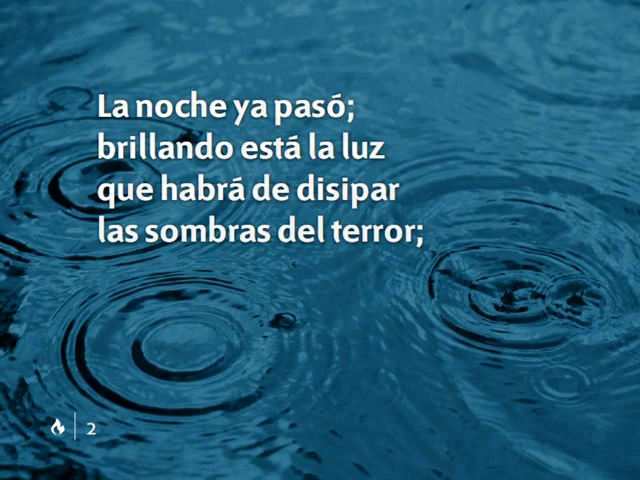 La noche ya pasó;
brillando está la luz
que habrá de disipar
las sombras del terror;
2